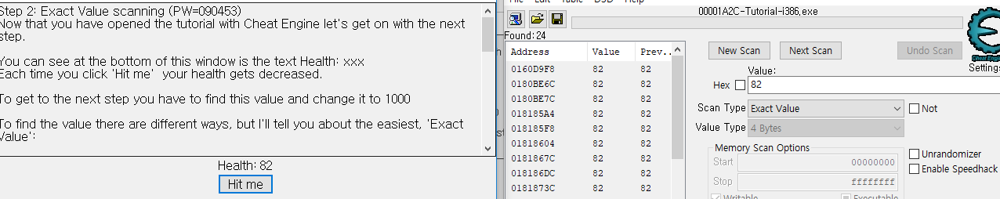 Step 2: Exact Value scanning (PW=090453)
Now that you have opened the tutorial with Cheat Engine let's get on with the next
step.
You can see at the bottom of this window is the text Health: xxx
Each time you click 'Hit me'  your health gets decreased.
To get to the next step you have to find this value and change it to 1000
To find the value there are different ways, but I'll tell you about the easiest, 'Exact
Value':
Health: 82
Hit me
00001A2C-Tutorial-i386.exe
Found: 24
Address Value Prev..
0160D9F8 82 82
0180BE6C 82 82
0180BE7C 82 82
018185A4 82 82
018185F8 82 82
01818604 82 82
0181867C 82 82
018186DC 82 82
0181873C 82 82
New Scan Next Scan Undo Scan
Cheat Engine
Settings
Value:
Hex 82
Scan Type Exact Value Not
Value Type 4 Bytes
Memory Scan Options
Start 00000000
Stop ffffffff
Writable Executable
Unrandomizer
Enable Speedhack